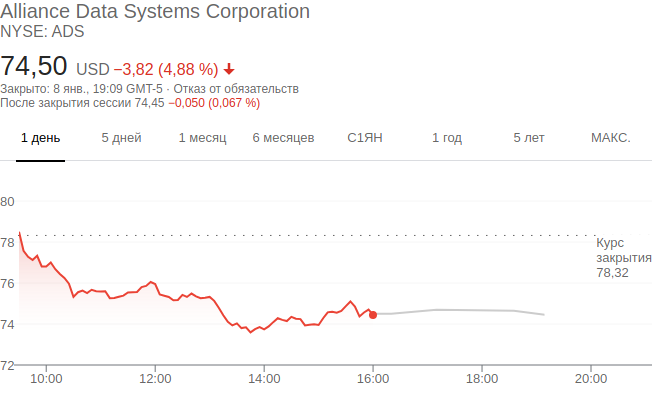 Alliance Data Systems Corporation
NYSE: ADS
74,50 USD −3,82 (4,88 %)
Закрыто: 8 янв., 19:09 GMT-5 · Отказ от обязательств
После закрытия сессии 74,45 −0,050 (0,067 %)
1 день 5 дней 1 месяц 6 месяцев С1ЯН 1 год 5 лет МАКС.
80
78
Курс
закрытия
78,32
76
74
72
10:00 12:00 14:00 16:00 18:00 20:00